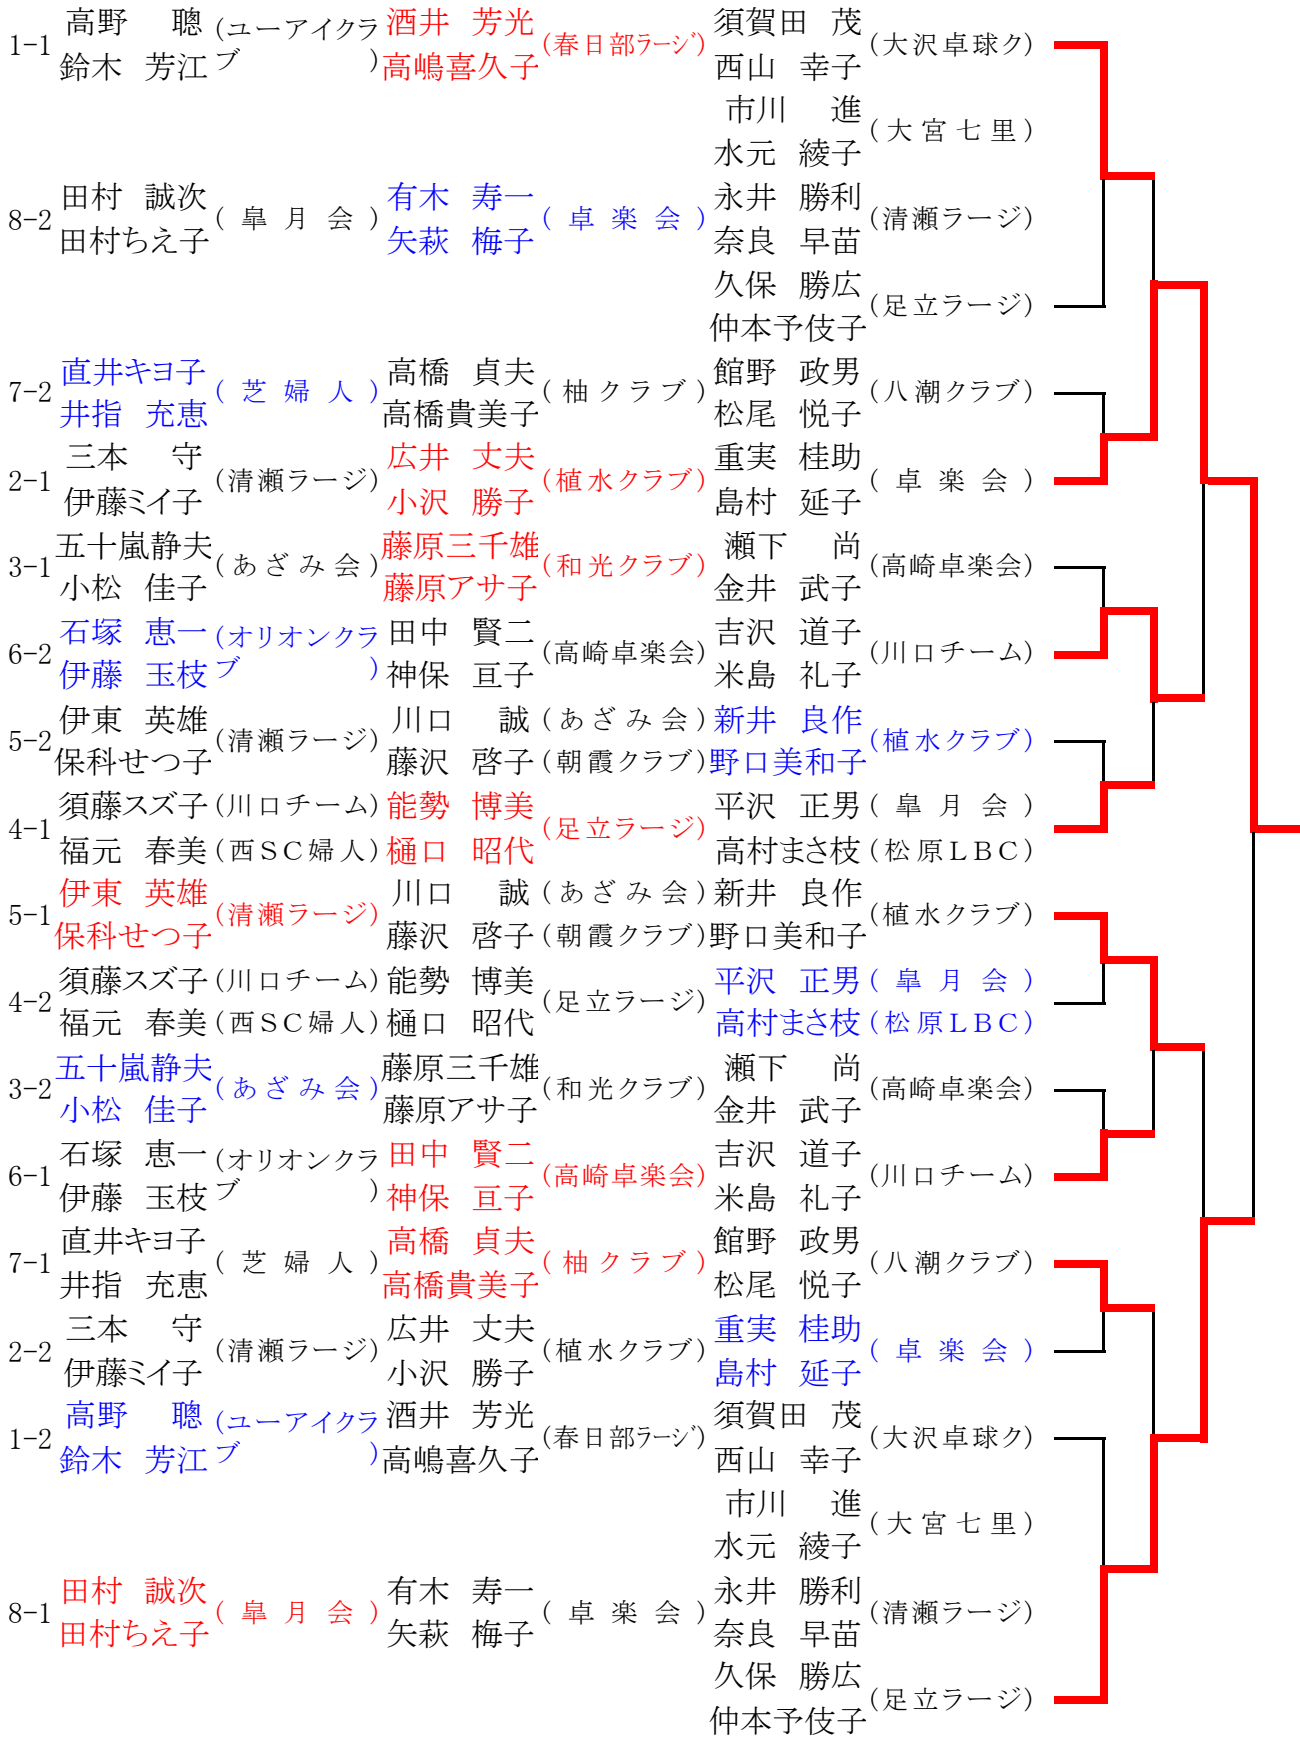 1-1 高野 聰 (ユーアイクラブ) 酒井 芳光 (春日部ラージ) 須賀田 茂 (大沢卓球ク)
鈴木 芳江 高嶋喜久子 西山 幸子
市川 進 (大宮七里)
水元 綾子
8-2 田村 誠次 (皐月会) 有木 寿一 (卓楽会) 永井 勝利 (清瀬ラージ)
田村ちえ子 矢萩 梅子 奈良 早苗
久保 勝広 (足立ラージ)
仲本予伎子
7-2 直井キヨ子 (芝婦人) 高橋 貞夫 (柚クラブ) 館野 政男 (八潮クラブ)
井指 充恵 高橋貴美子 松尾 悦子
2-1 三本 守 (清瀬ラージ) 広井 丈夫 (植水クラブ) 重実 桂助 (卓楽会)
伊藤ミイ子 小沢 勝子 島村 延子
3-1 五十嵐静夫 (あざみ会) 藤原三千雄 (和光クラブ) 瀬下 尚 (高崎卓楽会)
小松 佳子 藤原アサ子 金井 武子
6-2 石塚 恵一 (オリオンクラブ) 田中 賢二 (高崎卓楽会) 吉沢 道子 (川口チーム)
伊藤 玉枝 神保 亘子 米島 礼子
5-2 伊東 英雄 (清瀬ラージ) 川口 誠 (あざみ会) 新井 良作 (植水クラブ)
保科せつ子 藤沢 啓子 (朝霞クラブ) 野口美和子
4-1 須藤スズ子 (川口チーム) 能勢 博美 (足立ラージ) 平沢 正男 (皐月会)
福元 春美 (西SC婦人) 樋口 昭代 高村まさ枝 (松原LBC)
5-1 伊東 英雄 (清瀬ラージ) 川口 誠 (あざみ会) 新井 良作 (植水クラブ)
保科せつ子 藤沢 啓子 (朝霞クラブ) 野口美和子
4-2 須藤スズ子 (川口チーム) 能勢 博美 (足立ラージ) 平沢 正男 (皐月会)
福元 春美 (西SC婦人) 樋口 昭代 高村まさ枝 (松原LBC)
3-2 五十嵐静夫 (あざみ会) 藤原三千雄 (和光クラブ) 瀬下 尚 (高崎卓楽会)
小松 佳子 藤原アサ子 金井 武子
6-1 石塚 恵一 (オリオンクラブ) 田中 賢二 (高崎卓楽会) 吉沢 道子 (川口チーム)
伊藤 玉枝 神保 亘子 米島 礼子
7-1 直井キヨ子 (芝婦人) 高橋 貞夫 (柚クラブ) 館野 政男 (八潮クラブ)
井指 充恵 高橋貴美子 松尾 悦子
2-2 三本 守 (清瀬ラージ) 広井 丈夫 (植水クラブ) 重実 桂助 (卓楽会)
伊藤ミイ子 小沢 勝子 島村 延子
1-2 高野 聰 (ユーアイクラブ) 酒井 芳光 (春日部ラージ) 須賀田 茂 (大沢卓球ク)
鈴木 芳江 高嶋喜久子 西山 幸子
市川 進 (大宮七里)
水元 綾子
8-1 田村 誠次 (皐月会) 有木 寿一 (卓楽会) 永井 勝利 (清瀬ラージ)
田村ちえ子 矢萩 梅子 奈良 早苗
久保 勝広 (足立ラージ)
仲本予伎子